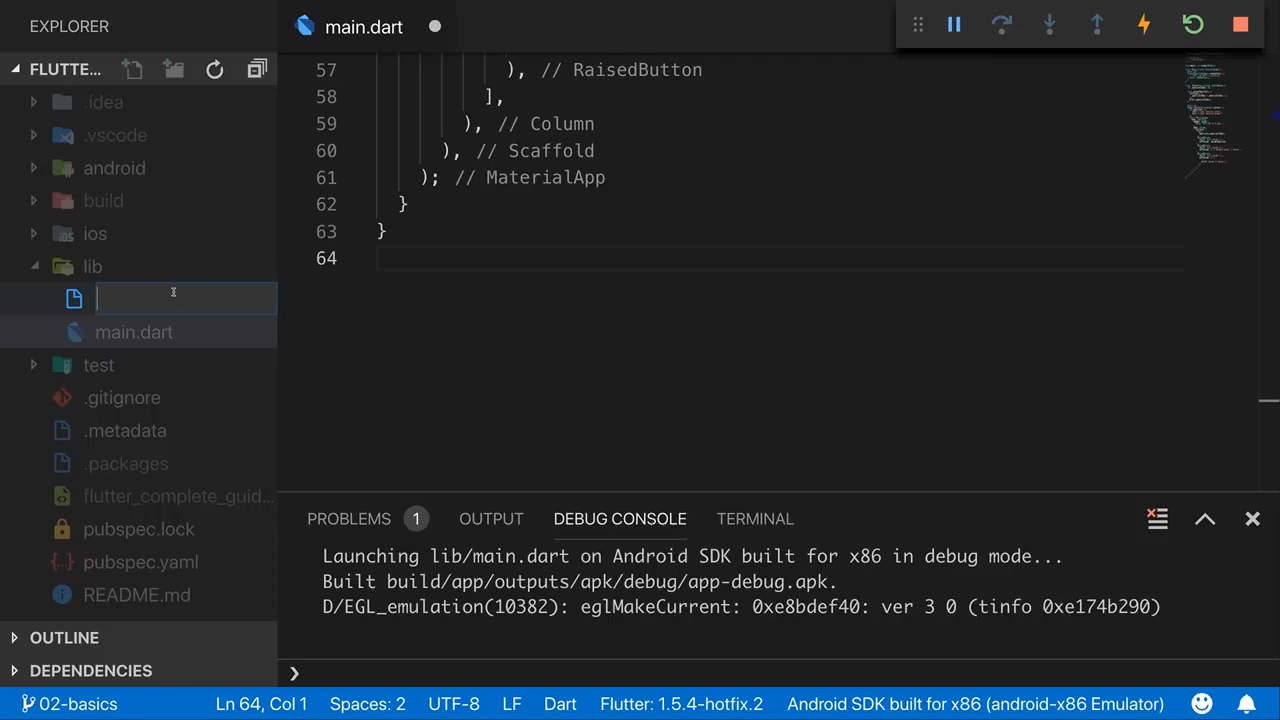 EXPLORER
main.dart
FLUTTE...
.idea
.vscode
android
build
ios
lib
main.dart
test
.gitignore
.metadata
.packages
flutter_complete_guid...
pubspec.lock
pubspec.yaml
README.md
OUTLINE
DEPENDENCIES
57 ), // RaisedButton
58 ],
59 ), // Column
60 ), // Scaffold
61 ); // MaterialApp
62 }
63 }
64
PROBLEMS 1 OUTPUT DEBUG CONSOLE TERMINAL
Launching lib/main.dart on Android SDK built for x86 in debug mode...
Built build/app/outputs/apk/debug/app-debug.apk.
D/EGL_emulation(10382): eglMakeCurrent: 0xe8bdef40: ver 3 0 (tinfo 0xe174b290)
02-basics Ln 64, Col 1 Spaces: 2 UTF-8 LF Dart Flutter: 1.5.4-hotfix.2 Android SDK built for x86 (android-x86 Emulator)